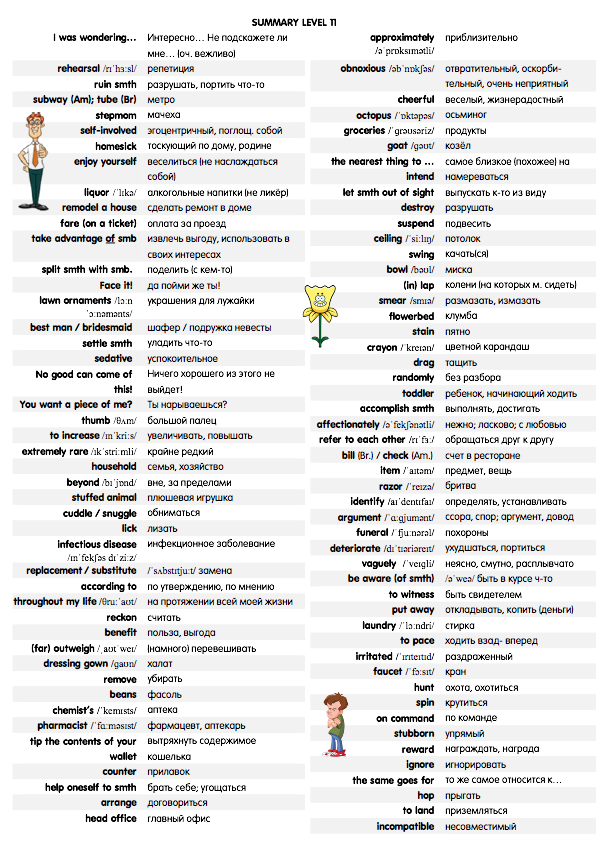 SUMMARY LEVEL 11
I was wondering... Интересно... Не подскажете ли
мне... (оч. вежливо)
rehearsal /rɪˈhɜːsl/ репетиция
ruin smth разрушать, портить что-то
subway (Am); tube (Br) метро
stepmom мачеха
self-involved эгоцентричный, поглощ. собой
homesick тоскующий по дому, родине
enjoy yourself веселиться (не наслаждаться
собой)
liquor /ˈlɪkə/ алкогольные напитки (не ликёр)
remodel a house сделать ремонт в доме
fare (on a ticket) оплата за проезд
take advantage of smb извлечь выгоду, использовать в
своих интересах
split smth with smb. поделить (с кем-то)
Face it! да пойми же ты!
lawn ornaments /lɔːn украшения для лужайки
ˈɔːnəmənts/
best man / bridesmaid шафер / подружка невесты
settle smth уладить что-то
sedative успокоительное
No good can come of Ничего хорошего из этого не
this! выйдет!
You want a piece of me? Ты нарываешься?
thumb /θʌm/ большой палец
to increase /ɪnˈkriːs/ увеличивать, повышать
extremely rare /ɪkˈstriːmli/ крайне редкий
household семья, хозяйство
beyond /bɪˈjɒnd/ вне, за пределами
stuffed animal плюшевая игрушка
cuddle / snuggle обниматься
lick лизать
infectious disease инфекционное заболевание
/ɪnˈfekʃəs dɪˈziːz/
replacement / substitute /ˈsʌbstɪtjuːt/ замена
according to по утверждению, по мнению
throughout my life /θruːˈaʊt/ на протяжении всей моей жизни
reckon считать
benefit польза, выгода
(far) outweigh /ˌaʊtˈweɪ/ (намного) перевешивать
dressing gown /ɡaʊn/ халат
remove убирать
beans фасоль
chemist's /ˈkemɪsts/ аптека
pharmacist /ˈfɑːməsɪst/ фармацевт, аптекарь
tip the contents of your вытряхнуть содержимое
wallet кошелька
counter прилавок
help oneself to smth брать себе; угощаться
arrange договориться
head office главный офис
approximately приблизительно
/əˈprɒksɪmətli/
obnoxious /əbˈnɒkʃəs/ отвратительный, оскорби-
тельный, очень неприятный
cheerful веселый, жизнерадостный
octopus /ˈɒktəpəs/ осьминог
groceries /ˈɡrəʊsəriz/ продукты
goat /ɡəʊt/ козёл
the nearest thing to ... самое близкое (похожее) на
intend намереваться
let smth out of sight выпускать к-то из виду
destroy разрушать
suspend подвесить
ceiling /ˈsiːlɪŋ/ потолок
swing качать(ся)
bowl /bəʊl/ миска
(in) lap колени (на которых м. сидеть)
smear /smɪə/ размазать, измазать
flowerbed клумба
stain пятно
crayon /ˈkreɪən/ цветной карандаш
drag тащить
randomly без разбора
toddler ребенок, начинающий ходить
accomplish smth выполнять, достигать
affectionately /əˈfekʃənətli/ нежно; ласково; с любовью
refer to each other /rɪˈfɜː/ обращаться друг к другу
bill (Br.) / check (Am.) счет в ресторане
item /ˈaɪtəm/ предмет, вещь
razor /ˈreɪzə/ бритва
identify /aɪˈdentɪfaɪ/ определять, устанавливать
argument /ˈɑːɡjumənt/ ссора, спор; аргумент, довод
funeral /ˈfjuːnərəl/ похороны
deteriorate /dɪˈtɪəriəreɪt/ ухудшаться, портиться
vaguely /ˈveɪɡli/ неясно, смутно, расплывчато
be aware (of smth) /əˈweə/ быть в курсе ч-то
to witness быть свидетелем
put away откладывать, копить (деньги)
laundry /ˈlɔːndri/ стирка
to pace ходить взад- вперед
irritated /ˈɪrɪteɪtɪd/ раздраженный
faucet /ˈfɔːsɪt/ кран
hunt охота, охотиться
spin крутиться
on command по команде
stubborn упрямый
reward награждать, награда
ignore игнорировать
the same goes for то же самое относится к...
hop прыгать
to land приземляться
incompatible несовместимый